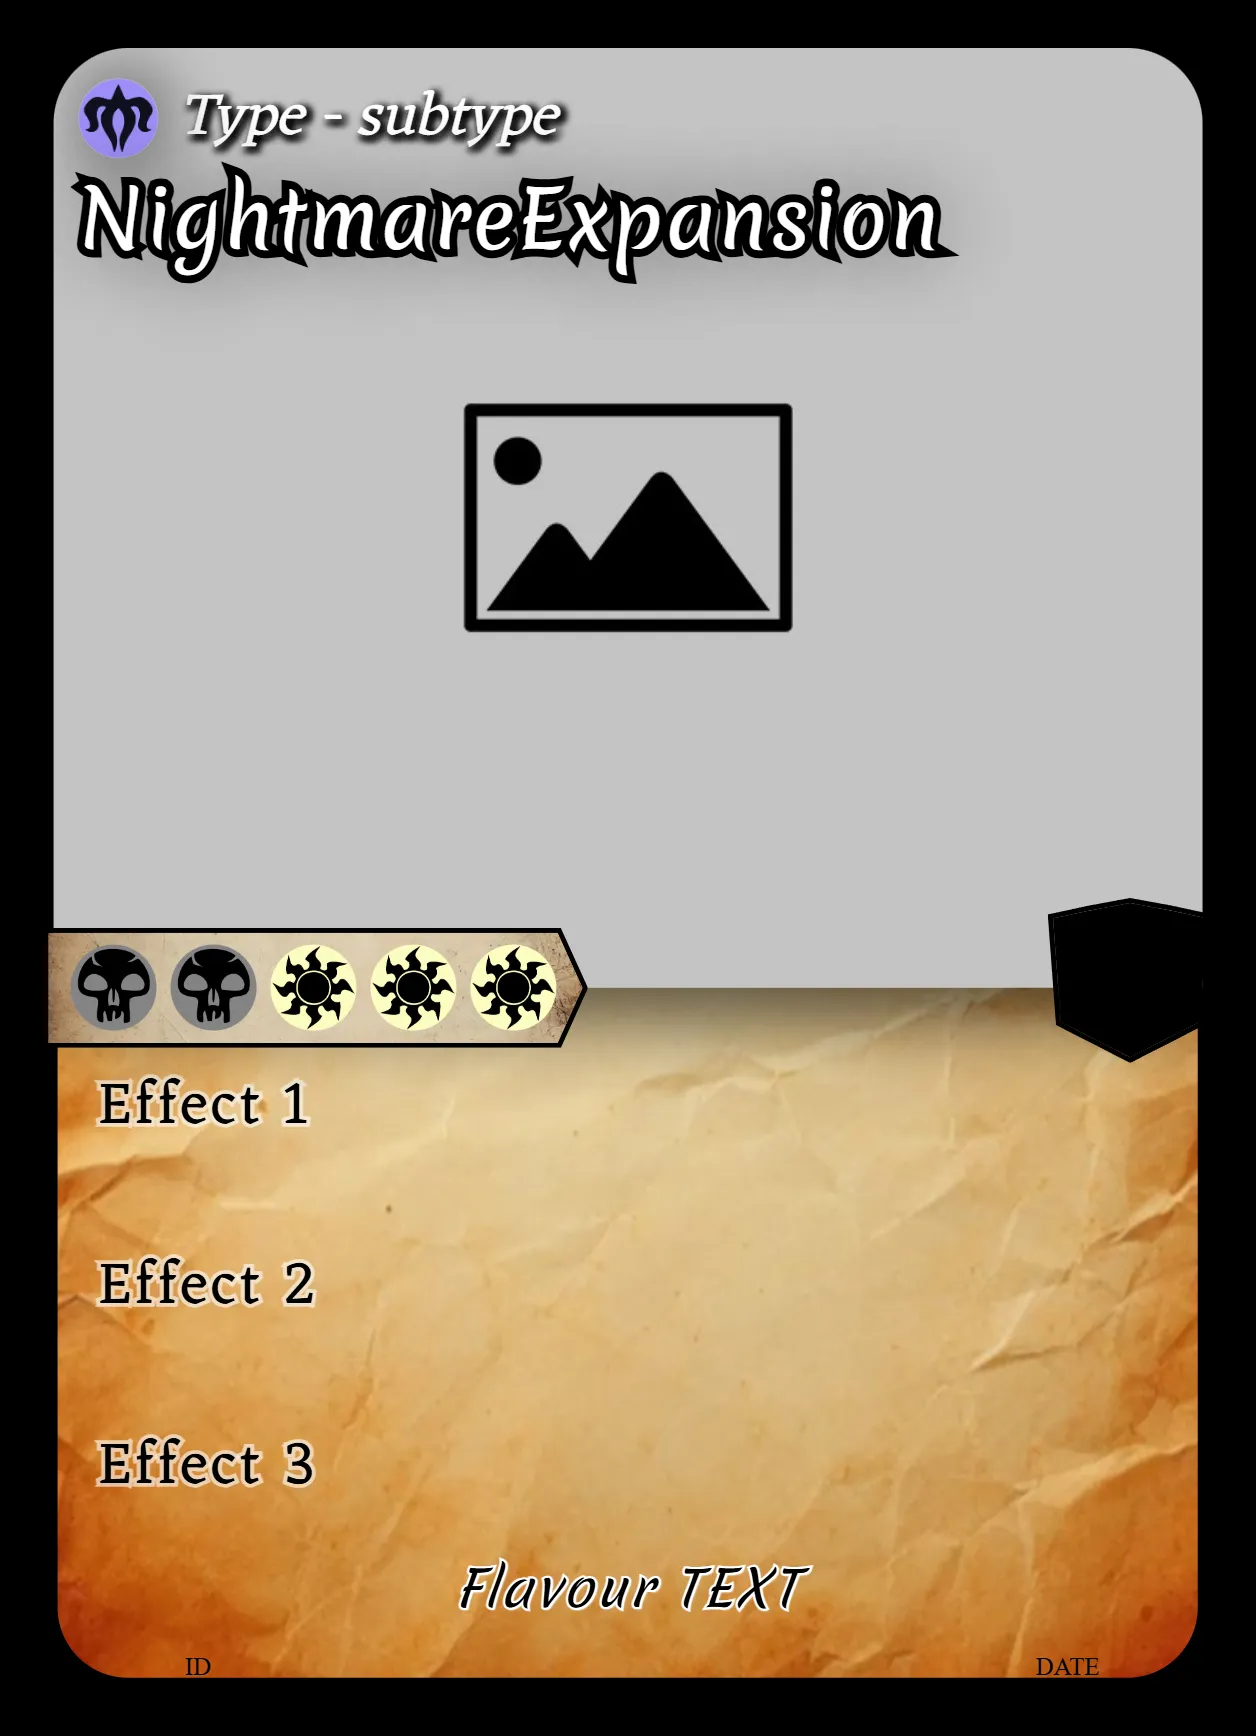 Type - subtype
NightmareExpansion
Effect 1
Effect 2
Effect 3
Flavour TEXT
ID
DATE